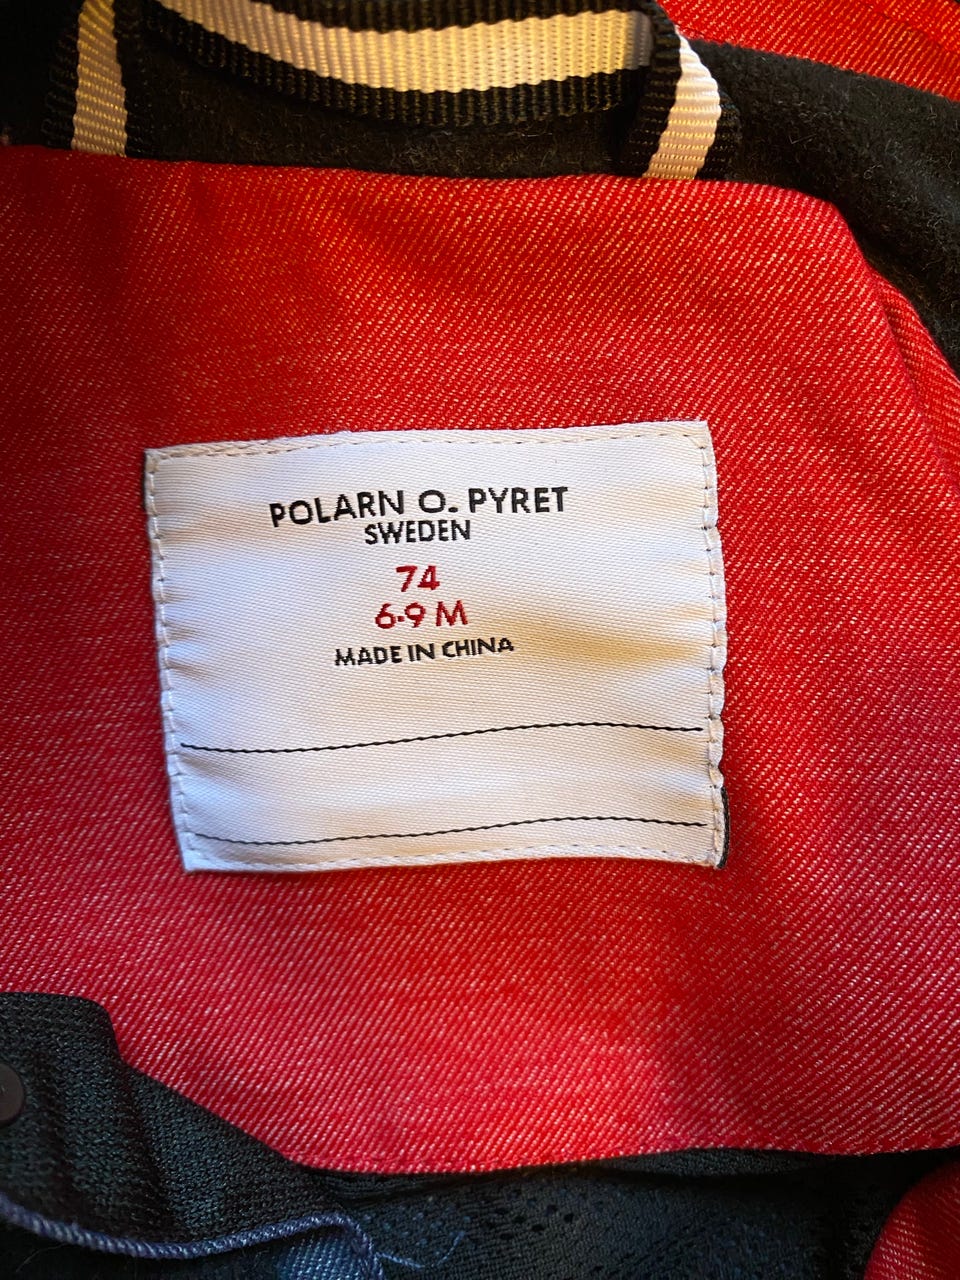 POLARN O. PYRET
SWEDEN
74
6-9 M
MADE IN CHINA